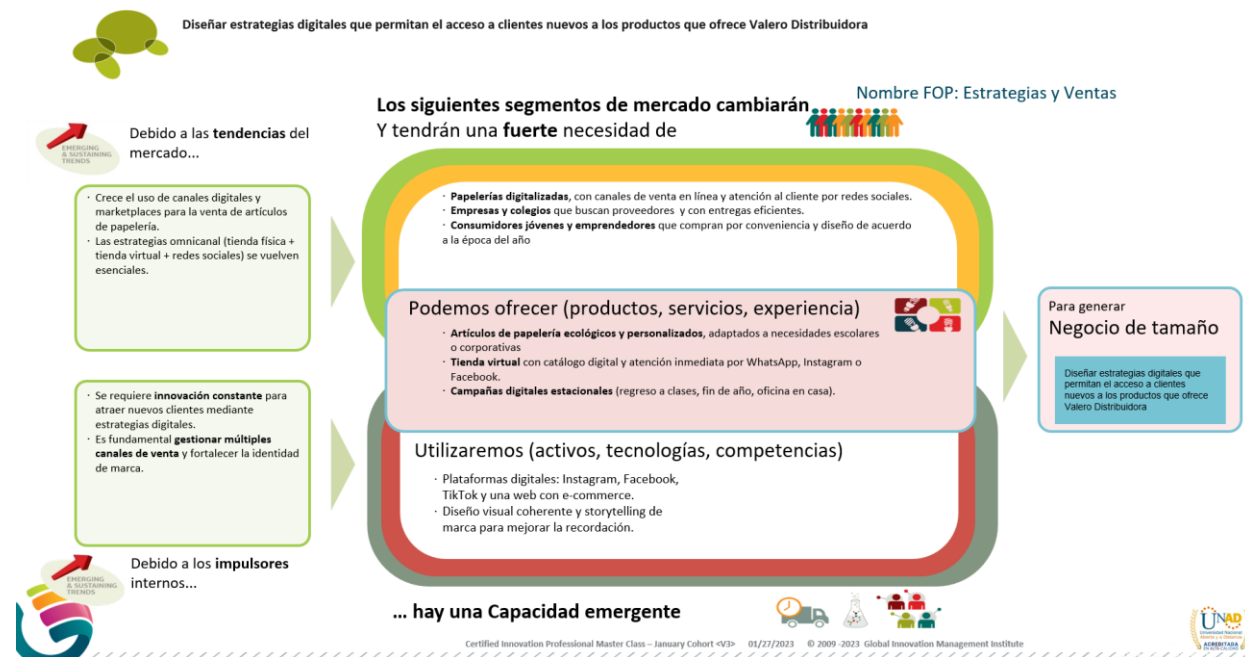 Diseñar estrategias digitales que permitan el acceso a clientes nuevos a los productos que ofrece Valero Distribuidora
Nombre FOP: Estrategias y Ventas
Los siguientes segmentos de mercado cambiarán
Y tendrán una fuerte necesidad de
EMERGING
& SUSTAINING
TRENDS
Debido a las tendencias del
mercado...
· Crece el uso de canales digitales y
marketplaces para la venta de artículos
de papelería.
· Las estrategias omnicanal (tienda física +
tienda virtual + redes sociales) se vuelven
esenciales.
· Papelerías digitalizadas, con canales de venta en línea y atención al cliente por redes sociales.
· Empresas y colegios que buscan proveedores y con entregas eficientes.
· Consumidores jóvenes y emprendedores que compran por conveniencia y diseño de acuerdo
a la época del año
Podemos ofrecer (productos, servicios, experiencia)
· Artículos de papelería ecológicos y personalizados, adaptados a necesidades escolares
o corporativas
· Tienda virtual con catálogo digital y atención inmediata por WhatsApp, Instagram o
Facebook.
· Campañas digitales estacionales (regreso a clases, fin de año, oficina en casa).
Para generar
Negocio de tamaño
Diseñar estrategias digitales que
permitan el acceso a clientes
nuevos a los productos que ofrece
Valero Distribuidora
· Se requiere innovación constante para
atraer nuevos clientes mediante
estrategias digitales.
· Es fundamental gestionar múltiples
canales de venta y fortalecer la identidad
de marca.
Utilizaremos (activos, tecnologías, competencias)
· Plataformas digitales: Instagram, Facebook,
TikTok y una web con e-commerce.
· Diseño visual coherente y storytelling de
marca para mejorar la recordación.
EMERGING
& SUSTAINING
TRENDS
Debido a los impulsores
internos...
... hay una Capacidad emergente
Certified Innovation Professional Master Class – January Cohort <V3> 01/27/2023 © 2009 -2023 Global Innovation Management Institute
UNAD
Universidad Nacional
Abierta y a Distancia
ACREDITADA
EN ALTA CALIDAD